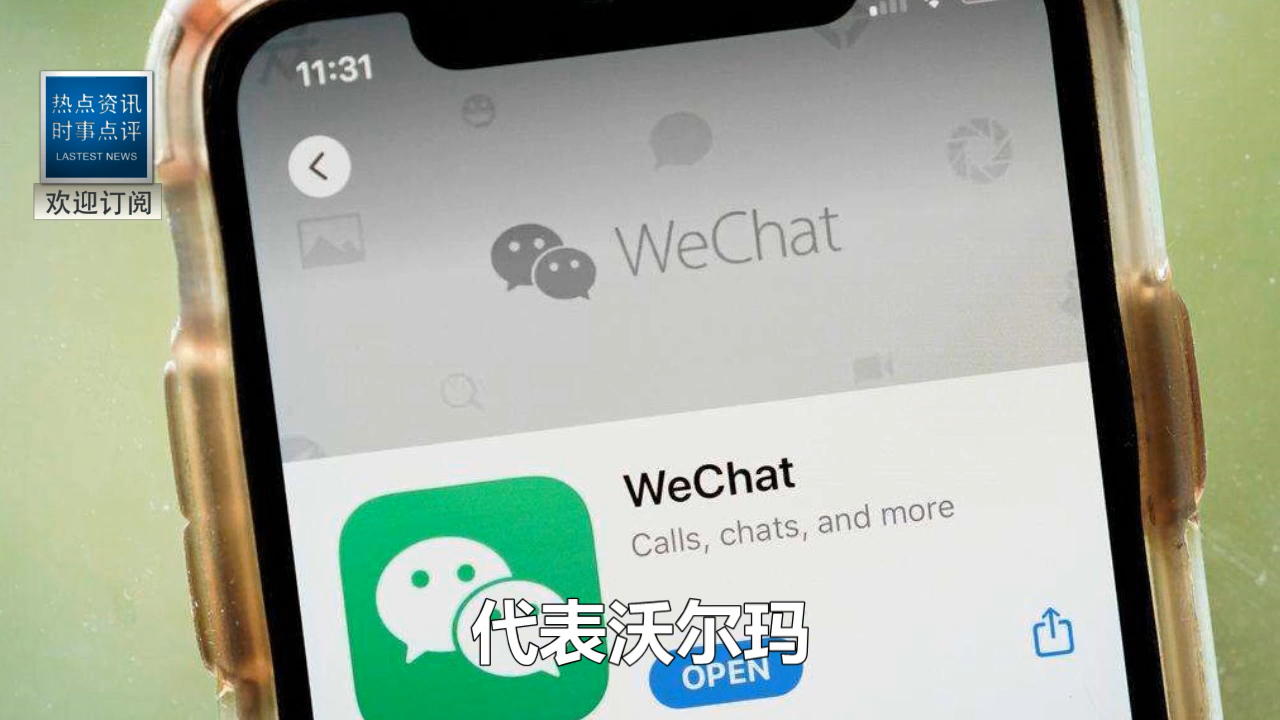 11:31
热点资讯
时事点评
LASTEST NEWS
欢迎订阅
WeChat
WeChat
Calls, chats, and more
代表沃尔玛
OPEN